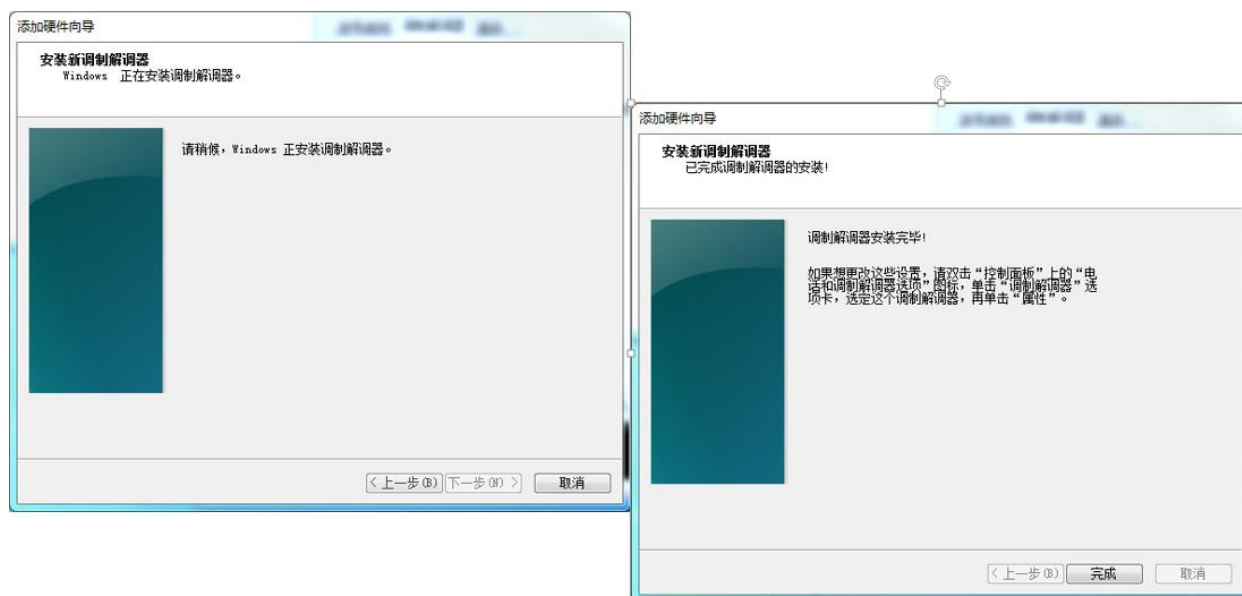 添加硬件向导
安装新调制解调器
Windows 正在安装调制解调器。
请稍候，Windows 正安装调制解调器。
< 上一步(B)
下一步(N) >
取消
添加硬件向导
安装新调制解调器
已完成调制解调器的安装!
调制解调器安装完毕!
如果想更改这些设置，请双击“控制面板”上的“电
话和调制解调器选项”图标，单击“调制解调器”选
项卡，选定这个调制解调器，再单击“属性”。
< 上一步(B)
完成
取消